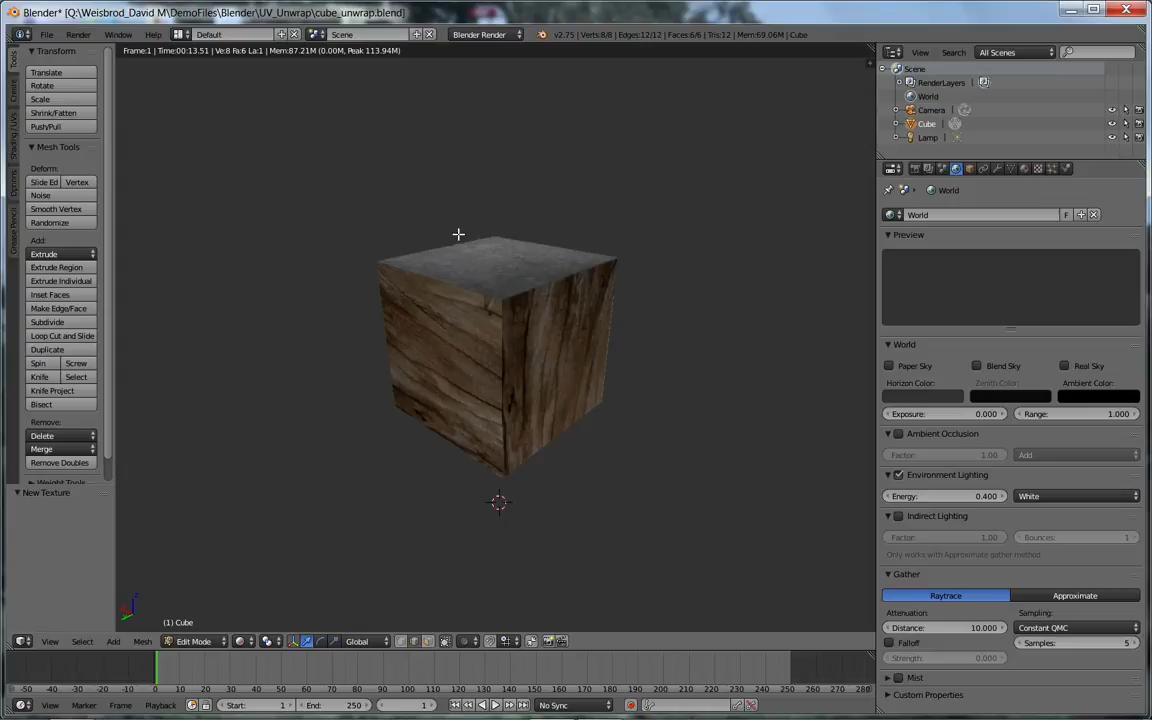 Blender* [Q:\Weisbrod_David M\DemoFiles\Blender\UV_Unwrap\cube_unwrap.blend]
File Render Window Help Default Scene Blender Render v2.75 | Verts:8/8 | Edges:12/12 | Faces:6/6 | Tris:12 | Mem:69.06M | Cube
Frame:1 | Time:00:13.51 | Ve:8 Fa:6 La:1 | Mem:87.21M (0.00M, Peak 113.94M)
View Search All Scenes
Tools
Create
Shading / UVs
Options
Grease Pencil
Transform
Translate
Rotate
Scale
Shrink/Fatten
Push/Pull
Mesh Tools
Deform:
Slide Ed Vertex
Noise
Smooth Vertex
Randomize
Add:
Extrude
Extrude Region
Extrude Individual
Inset Faces
Make Edge/Face
Subdivide
Loop Cut and Slide
Duplicate
Spin Screw
Knife Select
Knife Project
Bisect
Remove:
Delete
Merge
Remove Doubles
Weight Tools
New Texture
(1) Cube
View Select Add Mesh Edit Mode Global
Scene
RenderLayers
World
Camera
Cube
Lamp
World
World F
Preview
World
Paper Sky Blend Sky Real Sky
Horizon Color: Zenith Color: Ambient Color:
Exposure: 0.000 Range: 1.000
Ambient Occlusion
Factor: 1.00 Add
Environment Lighting
Energy: 0.400 White
Indirect Lighting
Factor: 1.00 Bounces: 1
Only works with Approximate gather method
Gather
Raytrace Approximate
Attenuation: Sampling:
Distance: 10.000 Constant QMC
Falloff Samples: 5
Strength: 0.000
Mist
Custom Properties
-50 -40 -30 -20 -10 0 10 20 30 40 50 60 70 80 90 100 110 120 130 140 150 160 170 180 190 200 210 220 230 240 250 260 270 280
View Marker Frame Playback Start: 1 End: 250 1 No Sync